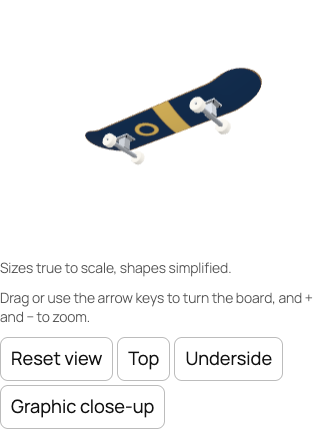 Sizes true to scale, shapes simplified.
Drag or use the arrow keys to turn the board, and +
and − to zoom.
Reset view
Top
Underside
Graphic close-up